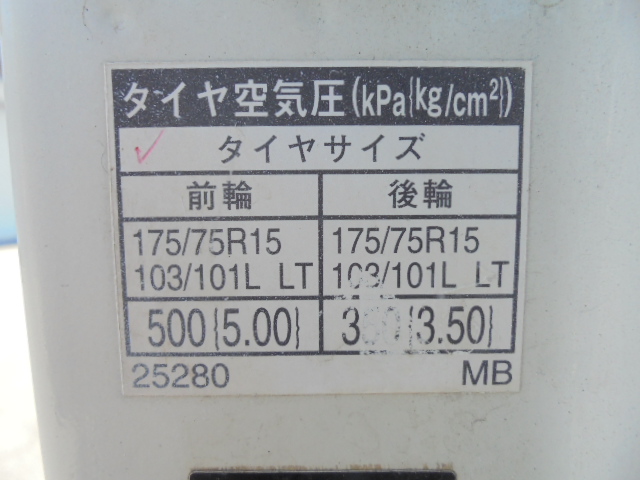 タイヤ空気圧(kPa{kg/cm²})
タイヤサイズ
前輪 後輪
175/75R15 175/75R15
103/101L LT 103/101L LT
500{5.00} 350{3.50}
25280 MB